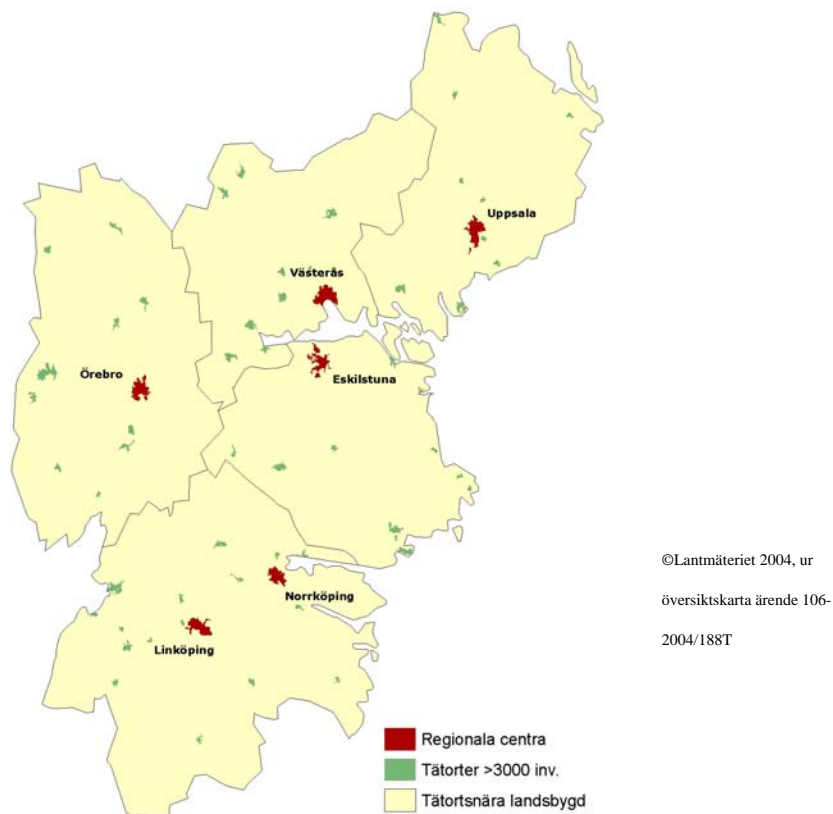 Uppsala
Västerås
Örebro
Eskilstuna
Norrköping
Linköping
©Lantmäteriet 2004, ur
översiktskarta ärende 106-
2004/188T
Regionala centra
Tätorter >3000 inv.
Tätortsnära landsbygd